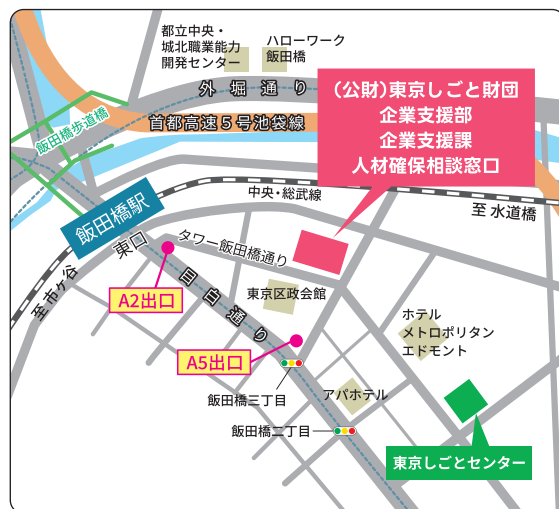 都立中央・
城北職業能力
開発センター
ハローワーク
飯田橋
外堀通り
首都高速5号池袋線
飯田橋歩道橋
(公財)東京しごと財団
企業支援部
企業支援課
人材確保相談窓口
中央・総武線
至 水道橋
飯田橋駅
東口
タワー飯田橋通り
至 市ヶ谷
A2出口
目白通り
東京区政会館
ホテル
メトロポリタン
エドモント
A5出口
飯田橋三丁目
アパホテル
飯田橋二丁目
東京しごとセンター